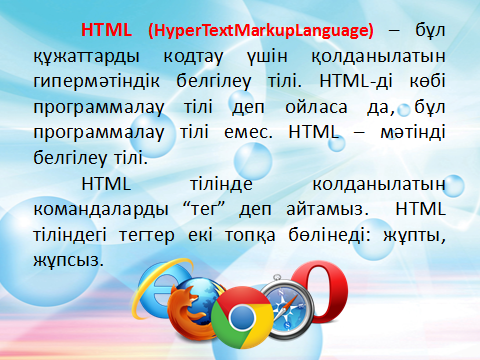 HTML (HyperTextMarkupLanguage) – бұл
құжаттарды кодтау үшін қолданылатын
гипермәтіндік белгілеу тілі. HTML-ді көбі
программалау тілі деп ойласа да, бұл
программалау тілі емес. HTML – мәтінді
белгілеу тілі.
HTML тілінде колданылатын
командаларды “тег” деп айтамыз. HTML
тіліндегі тегтер екі топқа бөлінеді: жұпты,
жұпсыз.